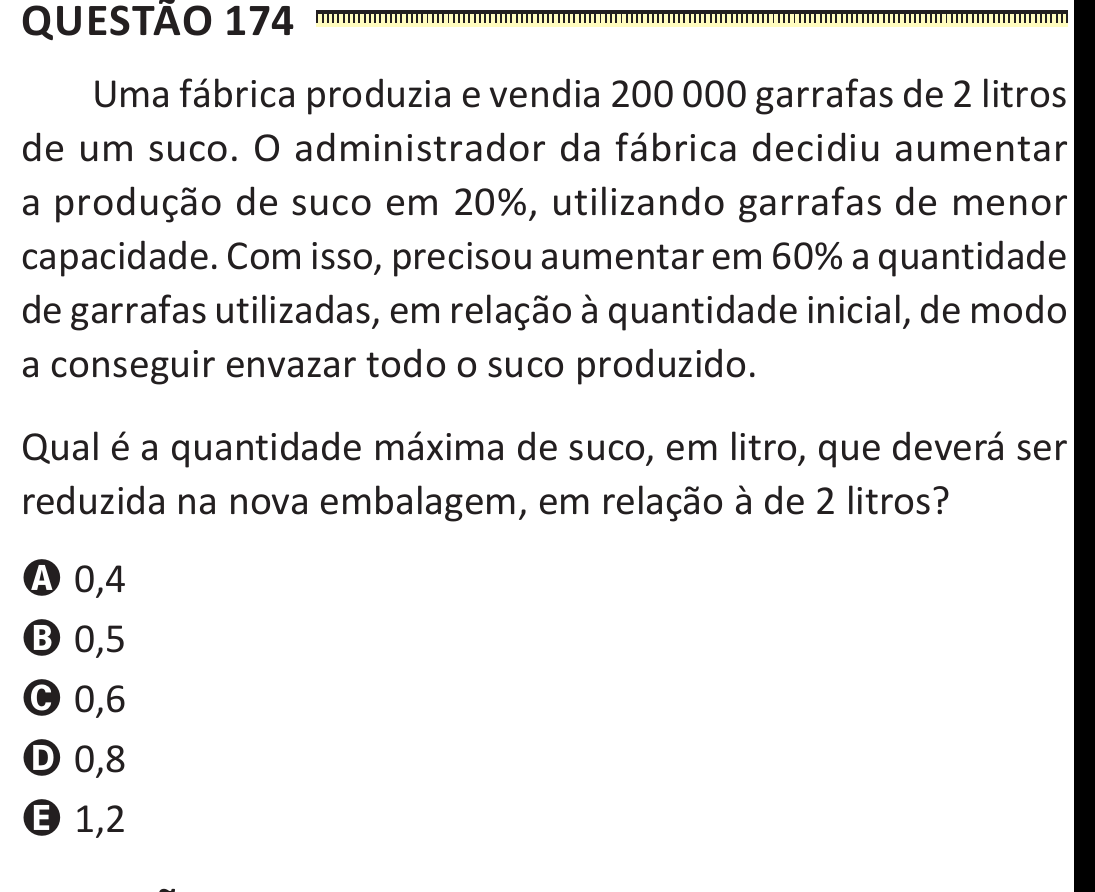 QUESTÃO 174
Uma fábrica produzia e vendia 200 000 garrafas de 2 litros
de um suco. O administrador da fábrica decidiu aumentar
a produção de suco em 20%, utilizando garrafas de menor
capacidade. Com isso, precisou aumentar em 60% a quantidade
de garrafas utilizadas, em relação à quantidade inicial, de modo
a conseguir envazar todo o suco produzido.
Qual é a quantidade máxima de suco, em litro, que deverá ser
reduzida na nova embalagem, em relação à de 2 litros?
A 0,4
B 0,5
C 0,6
D 0,8
E 1,2